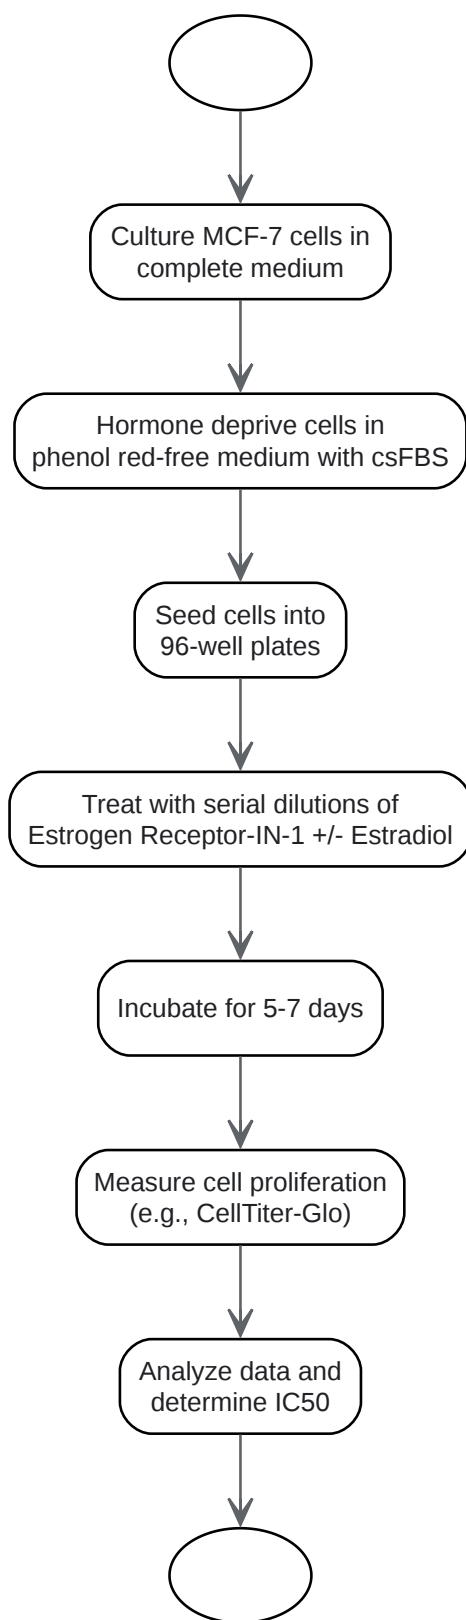 Culture MCF-7 cells in
complete medium
Hormone deprive cells in
phenol red-free medium with csFBS
Seed cells into
96-well plates
Treat with serial dilutions of
Estrogen Receptor-IN-1 +/- Estradiol
Incubate for 5-7 days
Measure cell proliferation
(e.g., CellTiter-Glo)
Analyze data and
determine IC50